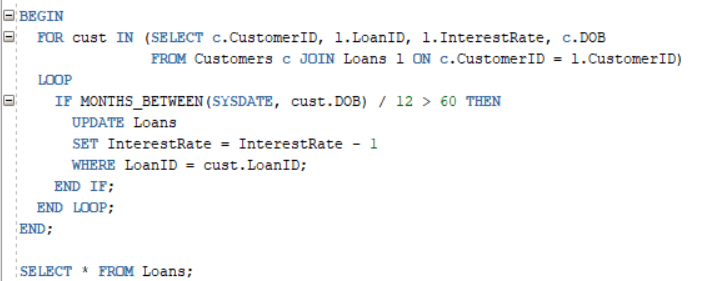 BEGIN
FOR cust IN (SELECT c.CustomerID, l.LoanID, l.InterestRate, c.DOB
FROM Customers c JOIN Loans l ON c.CustomerID = l.CustomerID)
LOOP
IF MONTHS_BETWEEN(SYSDATE, cust.DOB) / 12 > 60 THEN
UPDATE Loans
SET InterestRate = InterestRate - 1
WHERE LoanID = cust.LoanID;
END IF;
END LOOP;
END;
SELECT * FROM Loans;